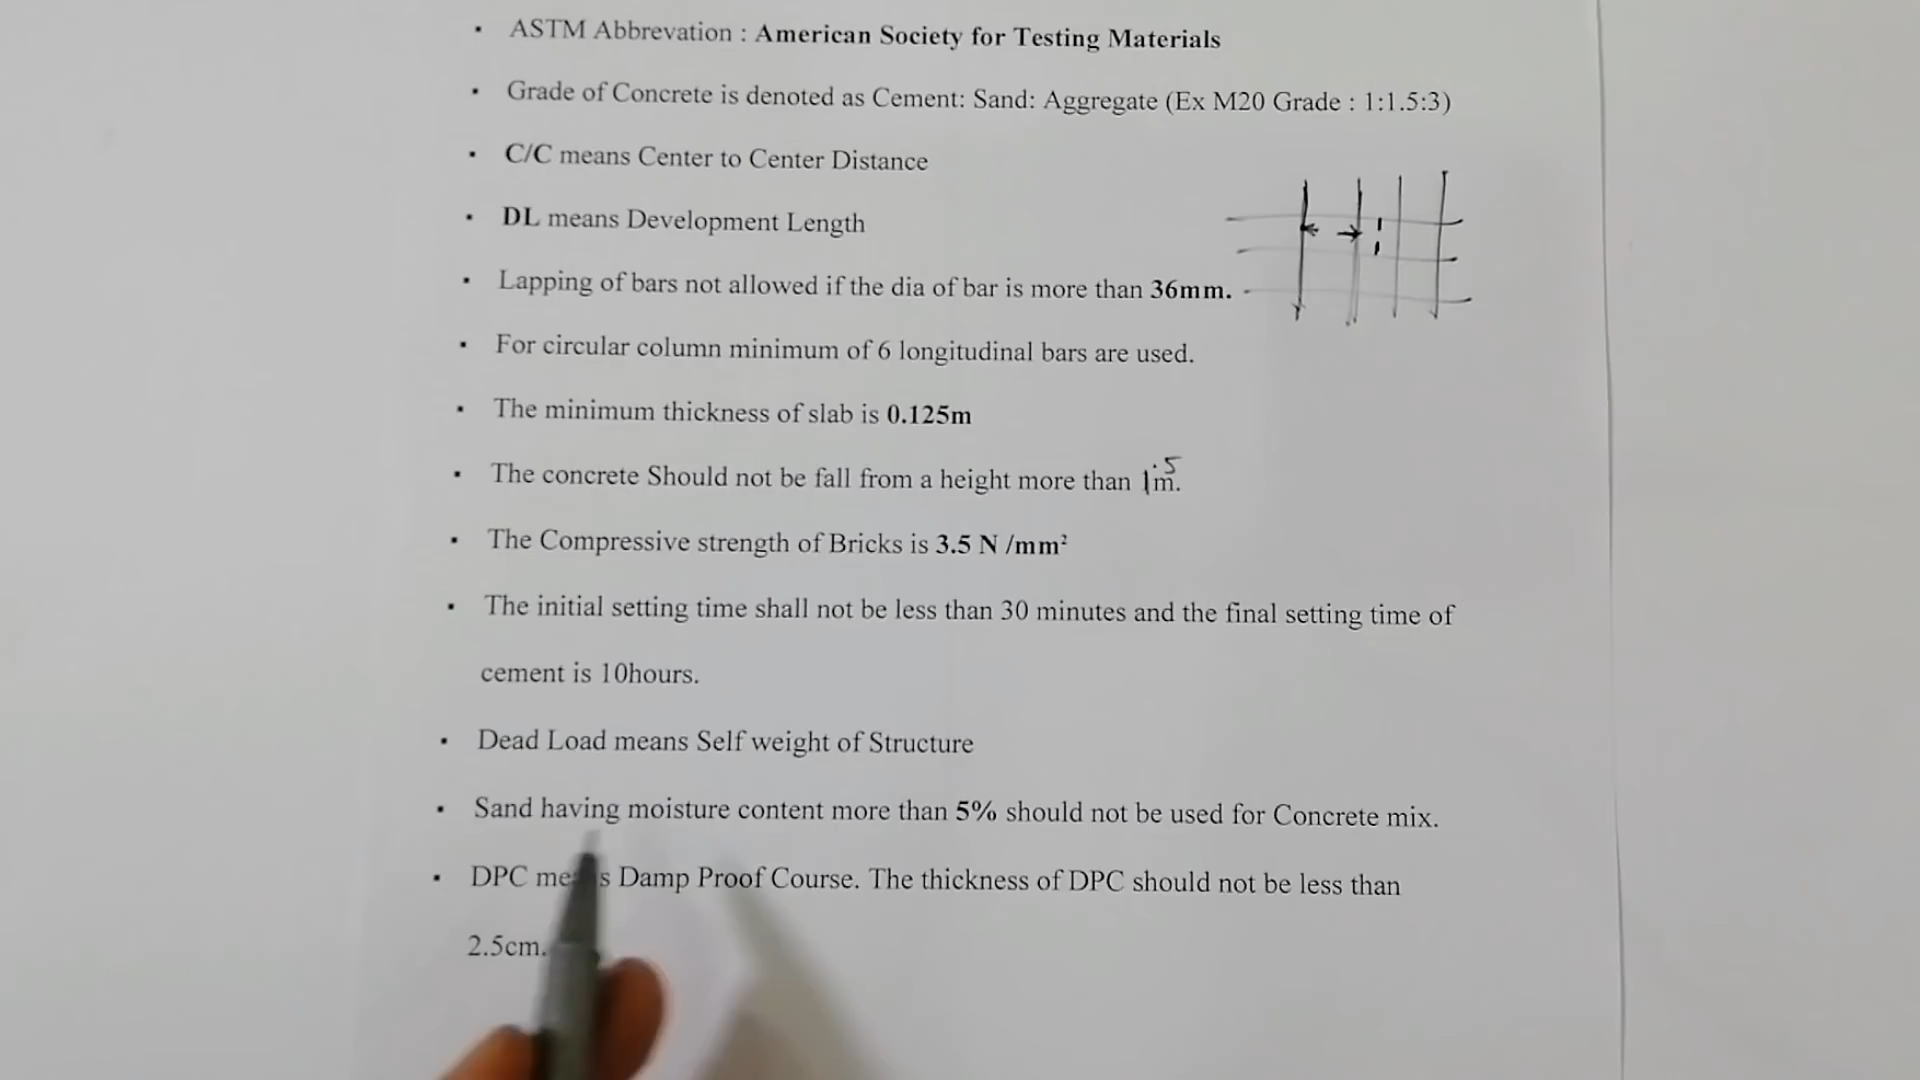 • ASTM Abbrevation : American Society for Testing Materials
• Grade of Concrete is denoted as Cement: Sand: Aggregate (Ex M20 Grade : 1:1.5:3)
• C/C means Center to Center Distance
• DL means Development Length
• Lapping of bars not allowed if the dia of bar is more than 36mm.
• For circular column minimum of 6 longitudinal bars are used.
• The minimum thickness of slab is 0.125m
• The concrete Should not be fall from a height more than 1.5m.
• The Compressive strength of Bricks is 3.5 N /mm²
• The initial setting time shall not be less than 30 minutes and the final setting time of
cement is 10hours.
• Dead Load means Self weight of Structure
• Sand having moisture content more than 5% should not be used for Concrete mix.
• DPC means Damp Proof Course. The thickness of DPC should not be less than
2.5cm.